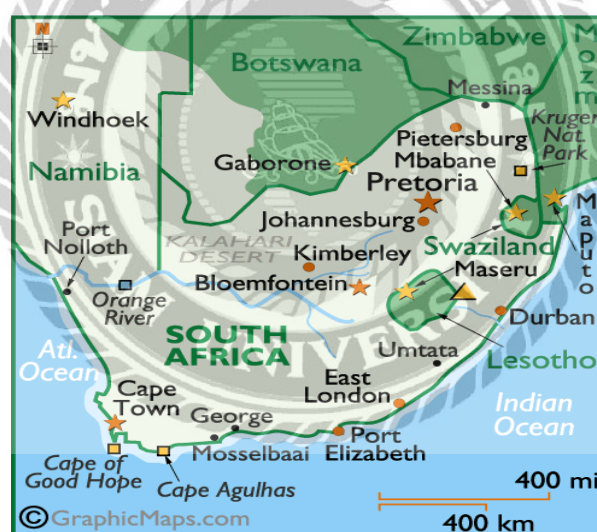 N
Zimbabwe
Mozm
Botswana
Messina
Windhoek
Pietersburg
Kruger
Nat.
Park
Gaborone
Mbabane
Namibia
Pretoria
Port
Nolloth
Johannesburg
Maputo
KALAHARI
DESERT
Swaziland
Kimberley
Maseru
Orange
River
Bloemfontein
Durban
SOUTH
AFRICA
Atl.
Ocean
Umtata
Lesotho
Cape
Town
East
London
Indian
Ocean
George
Mosselbaai
Port
Elizabeth
Cape of
Good Hope
Cape Agulhas
400 mi
400 km
© GraphicMaps.com